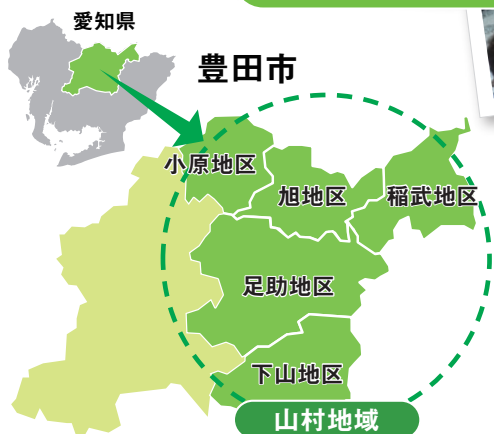 愛知県
豊田市
小原地区
旭地区
稲武地区
足助地区
下山地区
山村地域